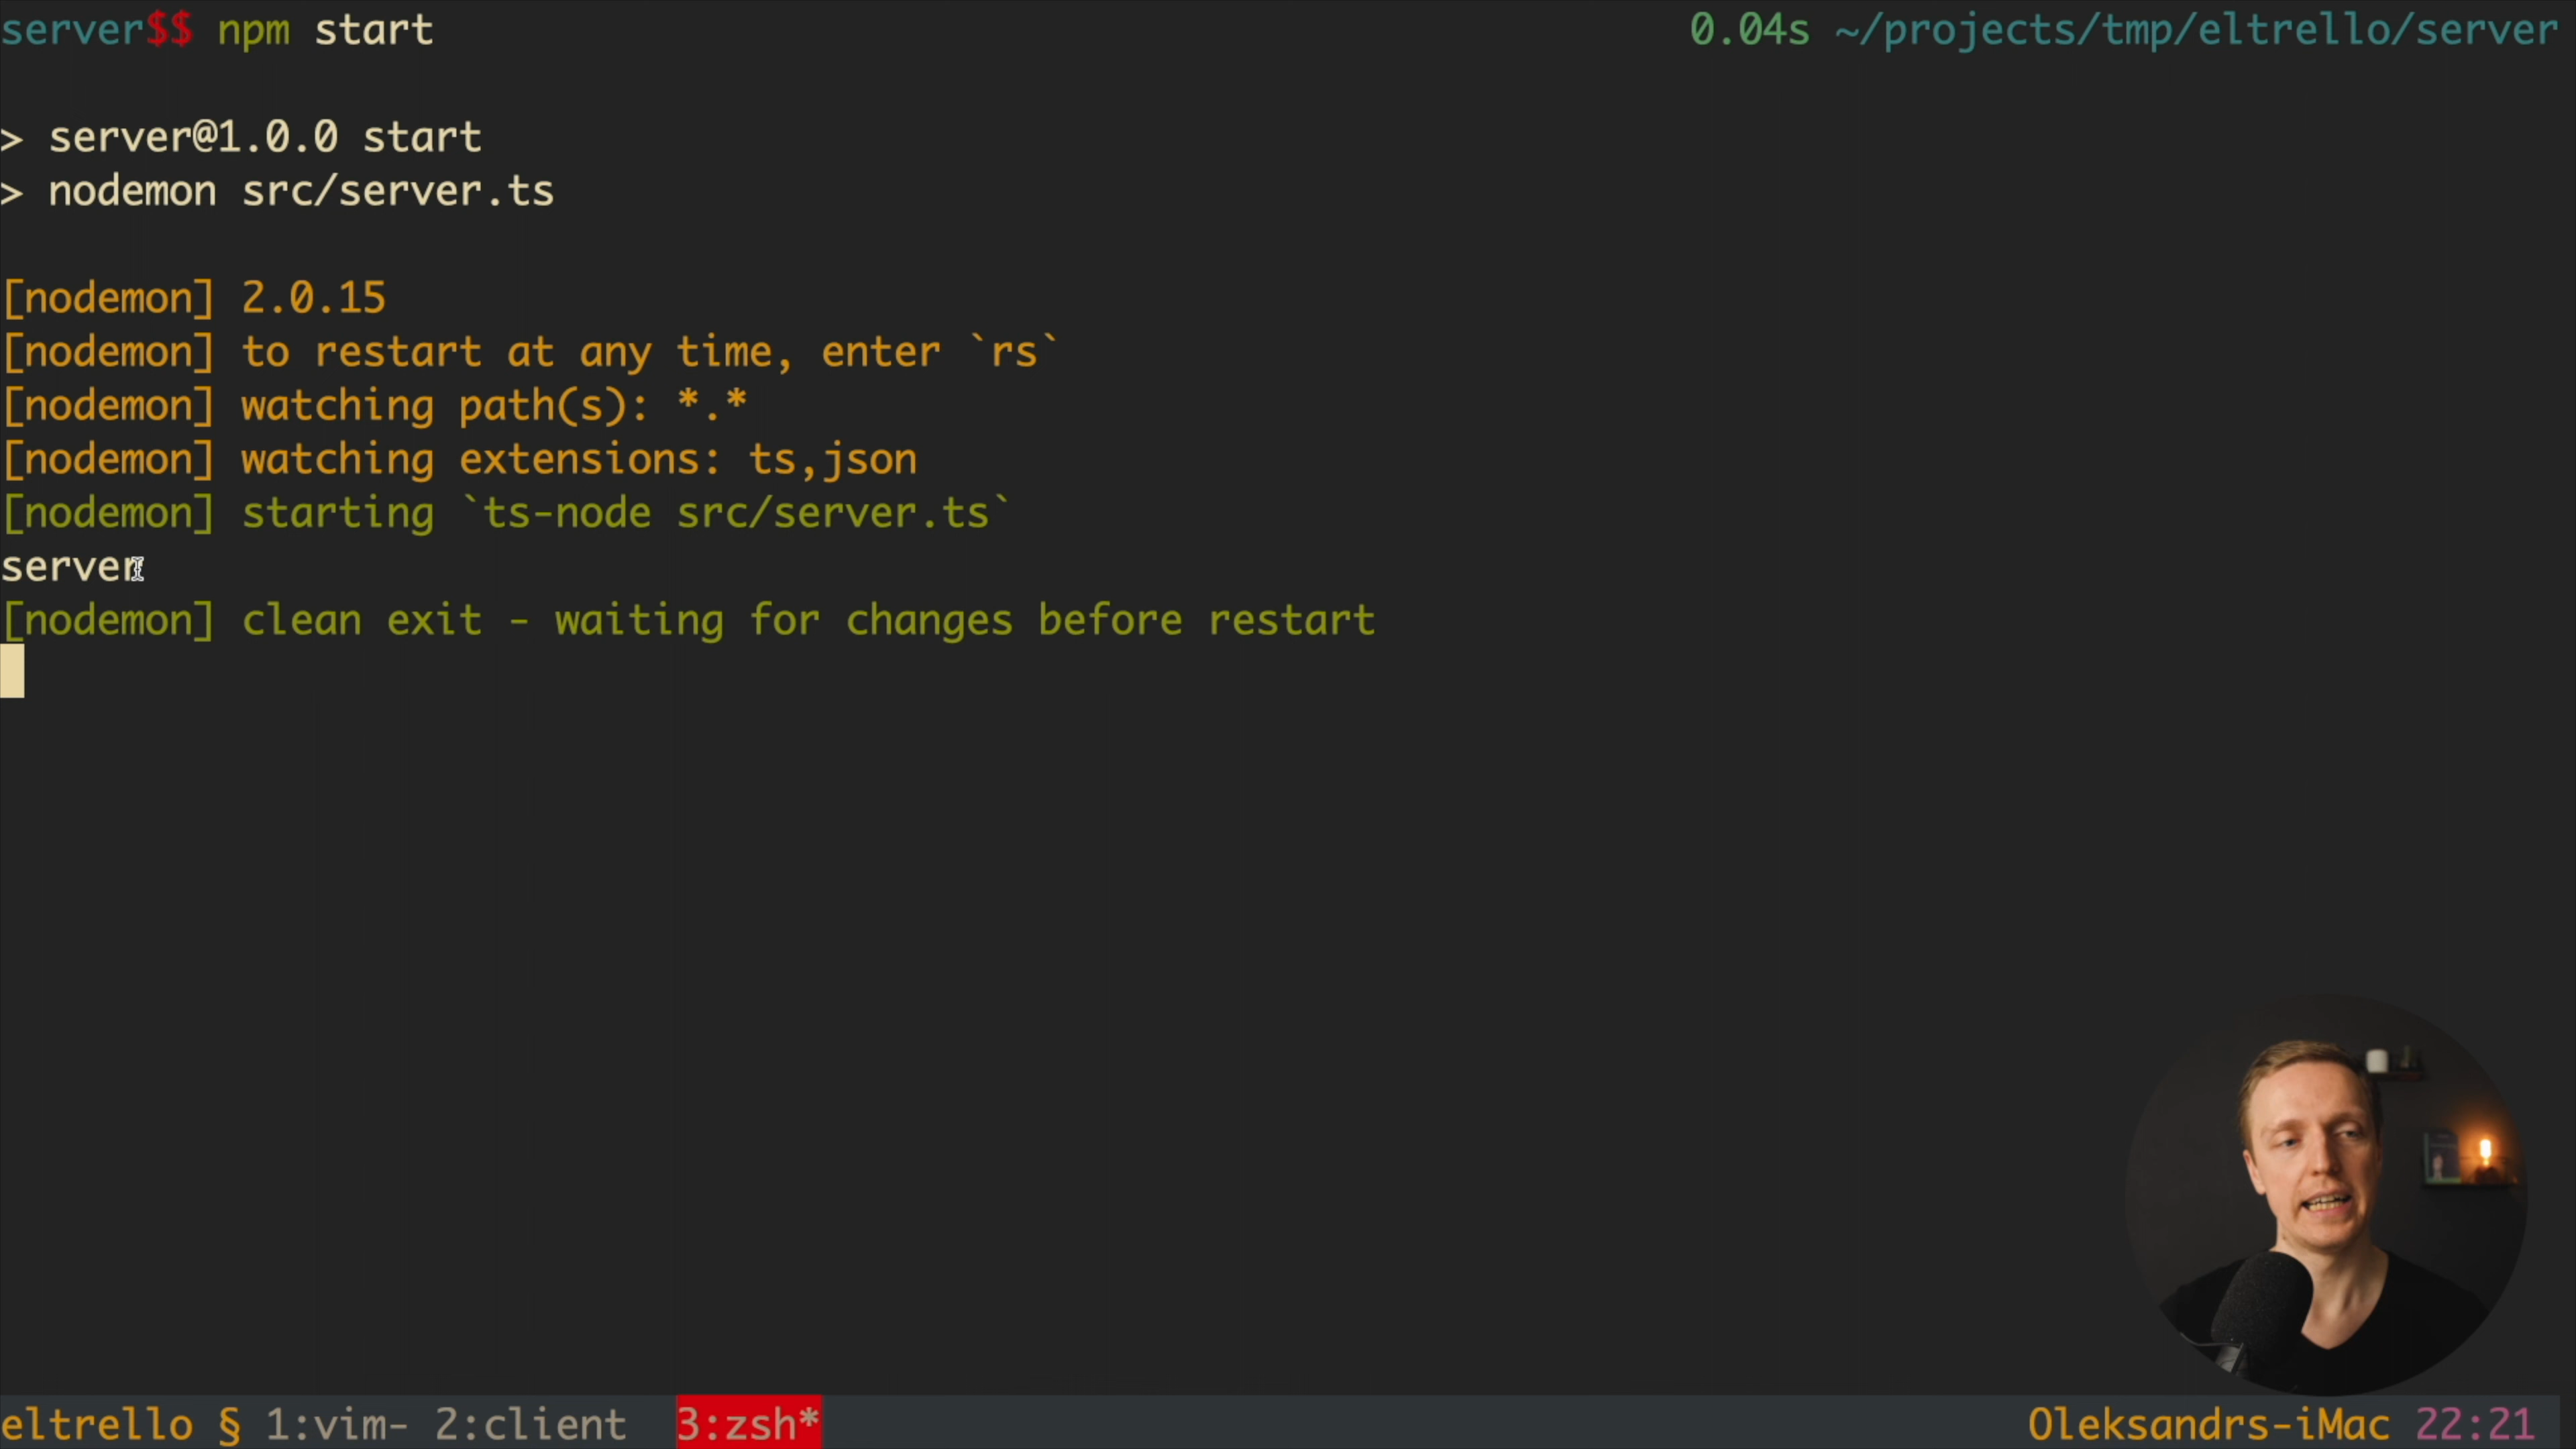 server$$ npm start 0.04s ~/projects/tmp/eltrello/server
> server@1.0.0 start
> nodemon src/server.ts
[nodemon] 2.0.15
[nodemon] to restart at any time, enter `rs`
[nodemon] watching path(s): *.*
[nodemon] watching extensions: ts,json
[nodemon] starting `ts-node src/server.ts`
server
[nodemon] clean exit - waiting for changes before restart
eltrello § 1:vim- 2:client 3:zsh* Oleksandrs-iMac 22:21